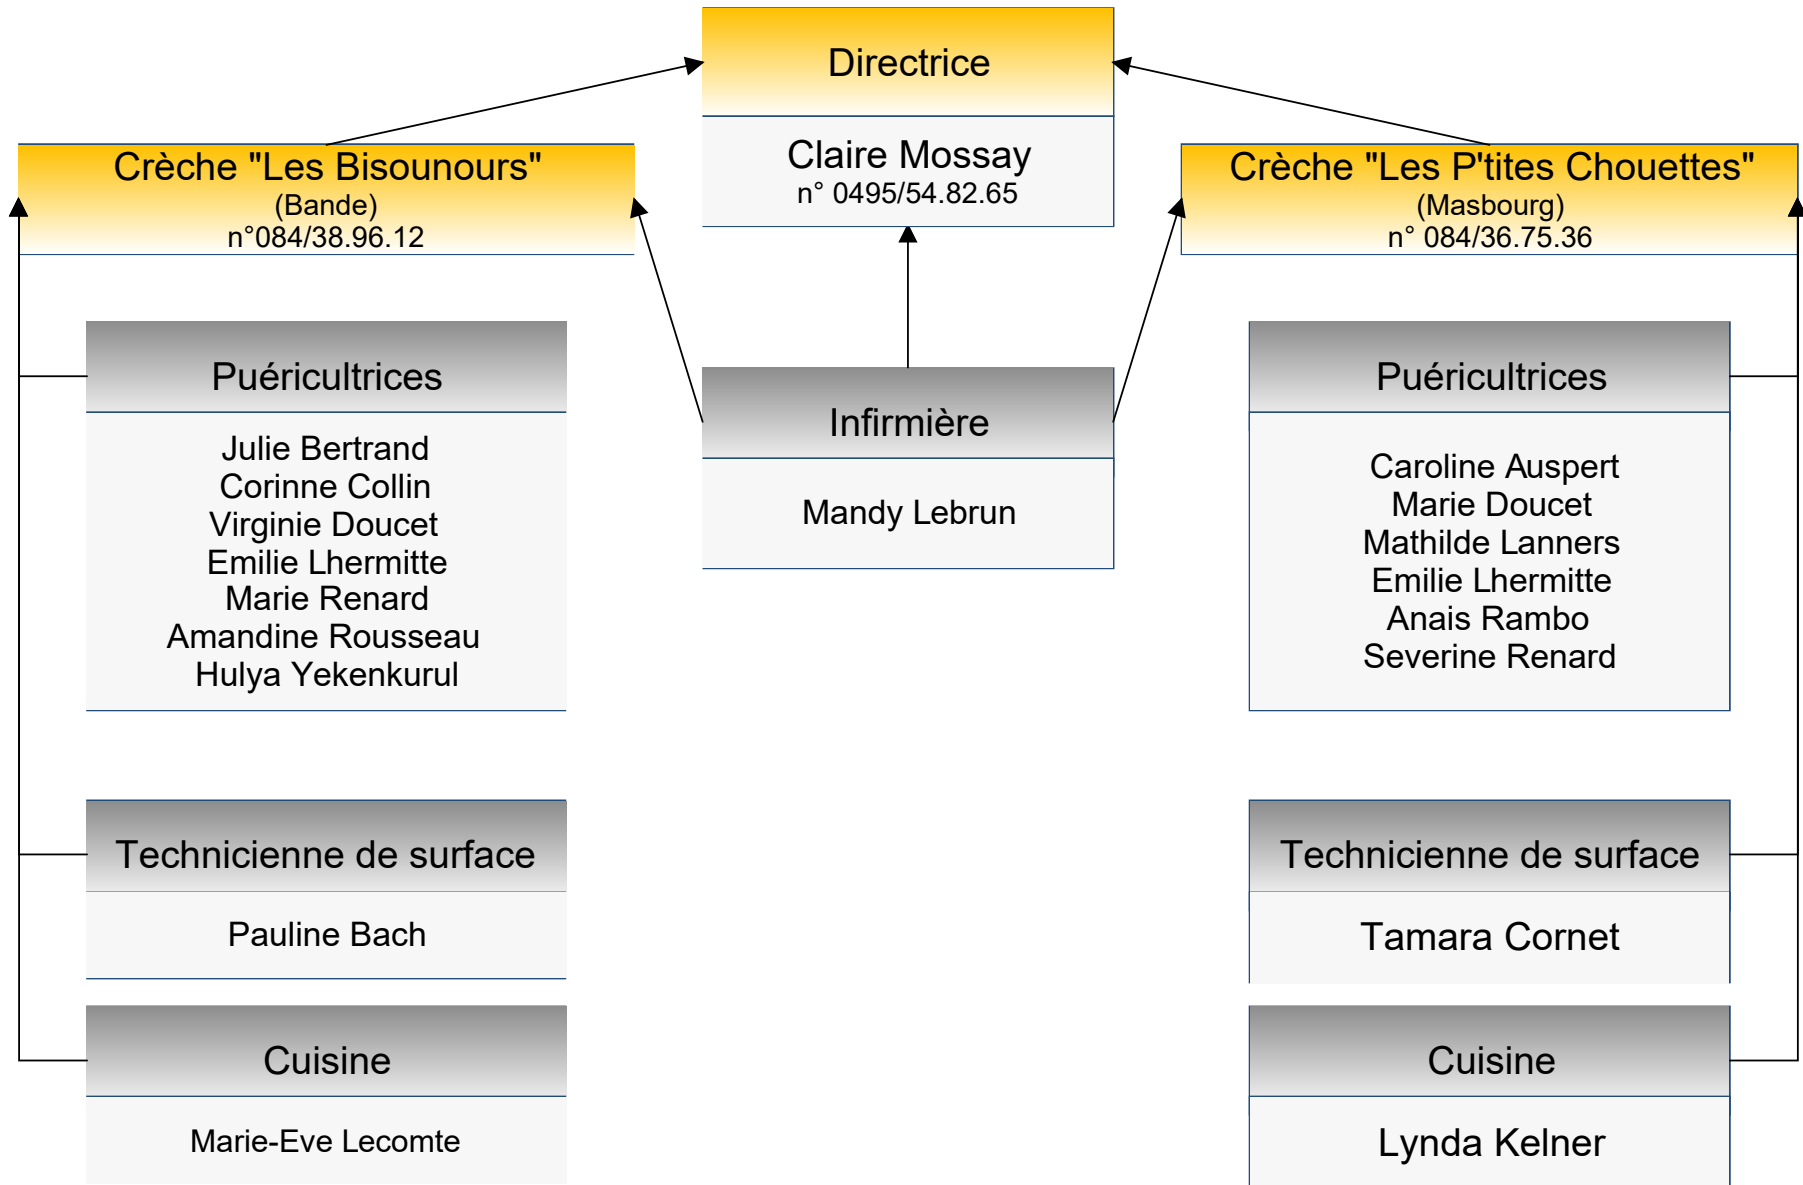 Directrice
Claire Mossay
n° 0495/54.82.65
Crèche "Les Bisounours"
(Bande)
n°084/38.96.12
Crèche "Les P'tites Chouettes"
(Masbourg)
n° 084/36.75.36
Puéricultrices
Julie Bertrand
Corinne Collin
Virginie Doucet
Emilie Lhermitte
Marie Renard
Amandine Rousseau
Hulya Yekenkurul
Infirmière
Mandy Lebrun
Puéricultrices
Caroline Auspert
Marie Doucet
Mathilde Lanners
Emilie Lhermitte
Anais Rambo
Severine Renard
Technicienne de surface
Pauline Bach
Technicienne de surface
Tamara Cornet
Cuisine
Marie-Eve Lecomte
Cuisine
Lynda Kelner